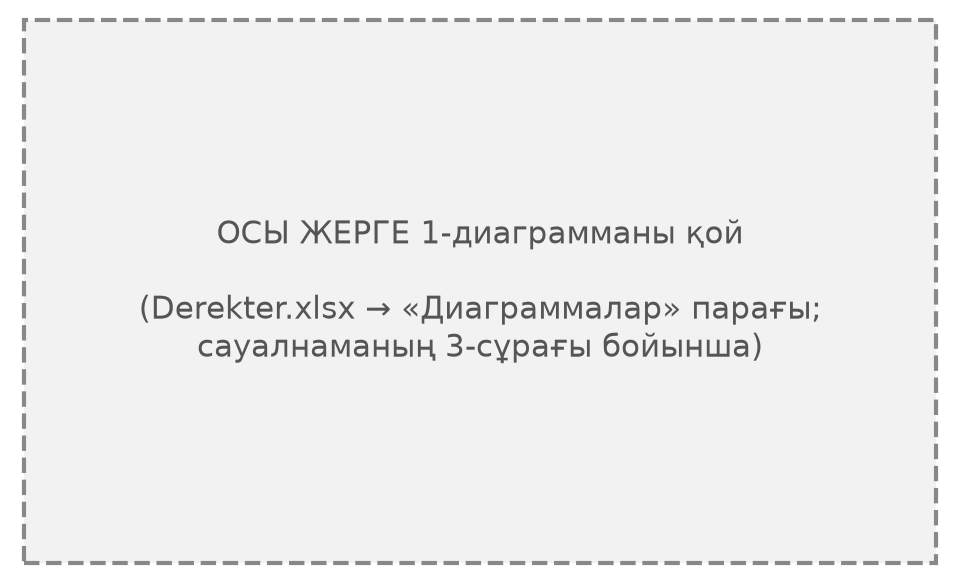 ОСЫ ЖЕРГЕ 1-диаграмманы қой
(Derekter.xlsx → «Диаграммалар» парағы;
сауалнаманың 3-сұрағы бойынша)